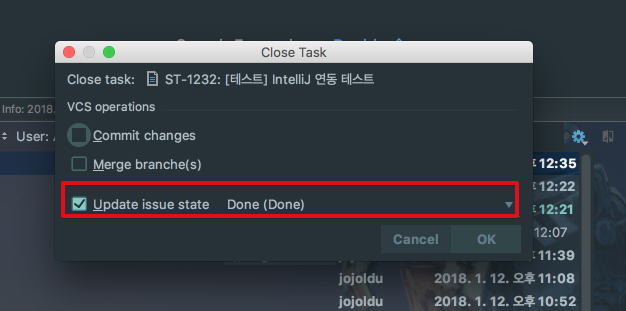 Close Task
Close task: ST-1232: [테스트] IntelliJ 연동 테스트
Info: 2018.
VCS operations
User:
Commit changes
Merge branche(s)
Update issue state Done (Done)
Cancel OK
12:35
후 12:22
후 12:21
12:07
11:39
jojoldu 2018. 1. 12. 오후 11:08
jojoldu 2018. 1. 12. 오후 10:52